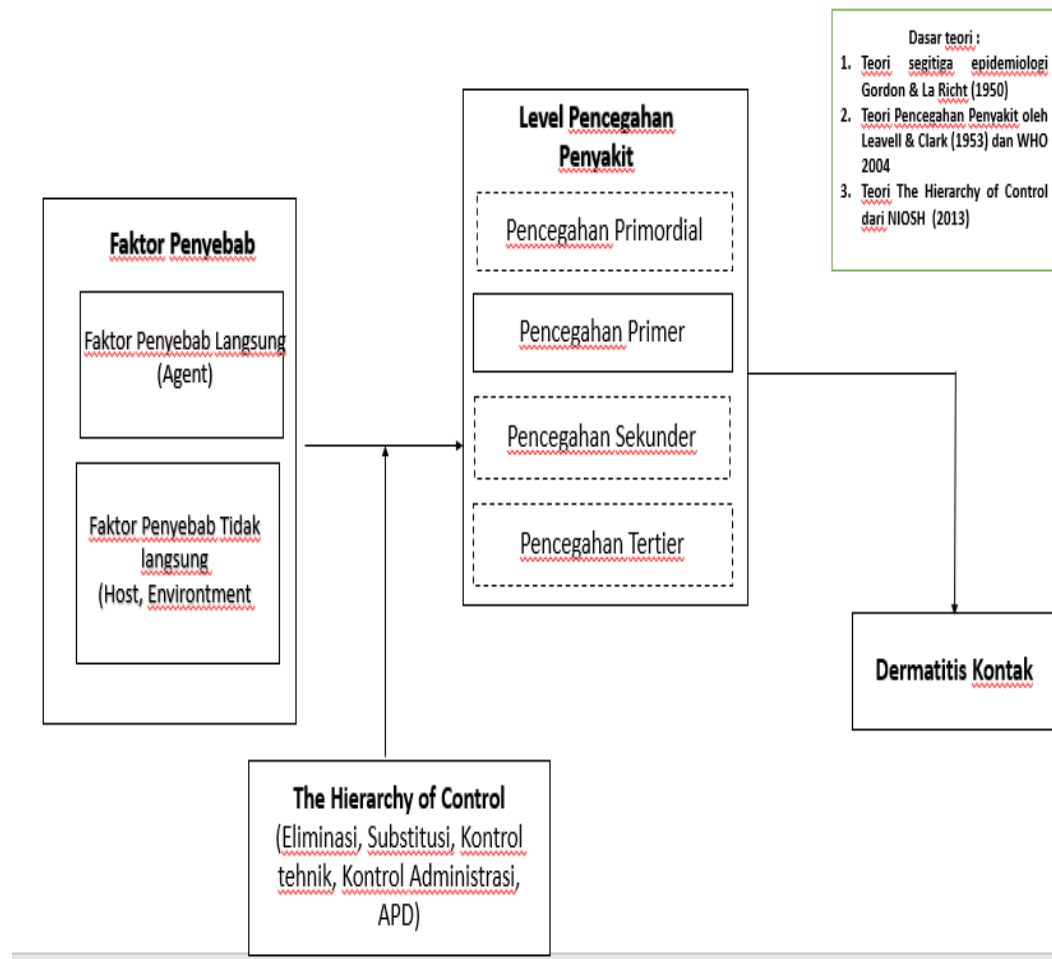 Dasar teori :
1. Teori segitiga epidemiologi
Gordon & La Richt (1950)
2. Teori Pencegahan Penyakit oleh
Leavell & Clark (1953) dan WHO
2004
3. Teori The Hierarchy of Control
dari NIOSH (2013)
Level Pencegahan
Penyakit
Pencegahan Primordial
Pencegahan Primer
Pencegahan Sekunder
Pencegahan Tertier
Faktor Penyebab
Faktor Penyebab Langsung
(Agent)
Faktor Penyebab Tidak
langsung
(Host, Environtment
The Hierarchy of Control
(Eliminasi, Substitusi, Kontrol
tehnik, Kontrol Administrasi,
APD)
Dermatitis Kontak